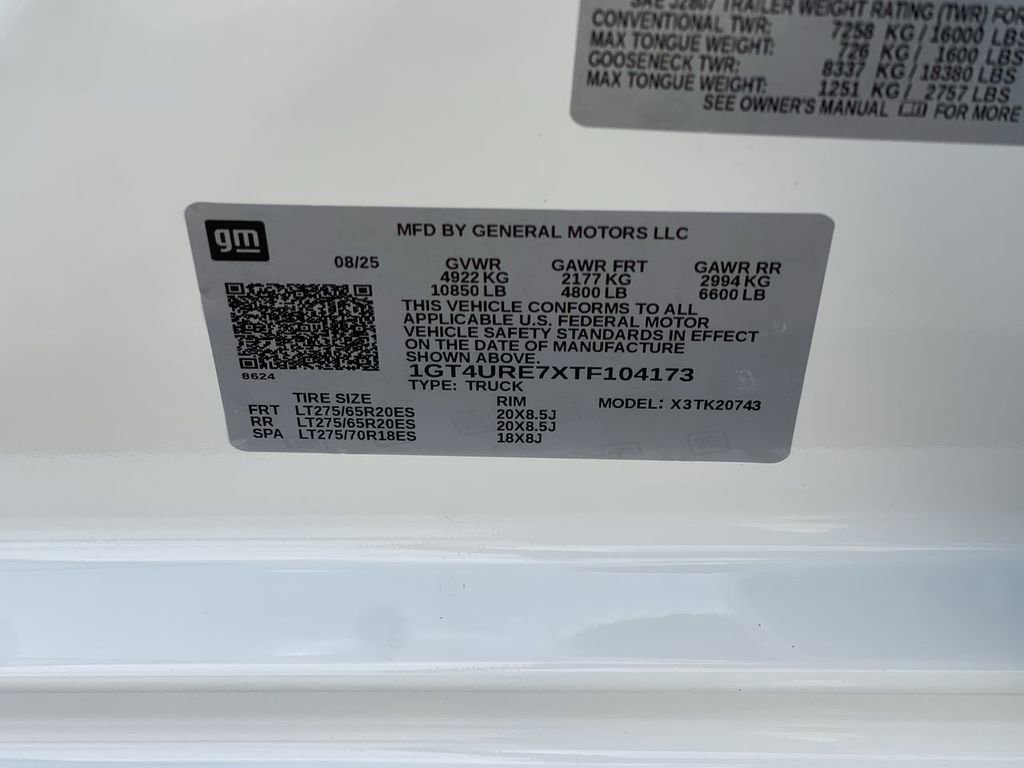 SAE J2807 TRAILER WEIGHT RATING (TWR) FOR
CONVENTIONAL TWR: 7258 KG / 16000 LBS
MAX TONGUE WEIGHT: 726 KG / 1600 LBS
GOOSENECK TWR: 8337 KG / 18380 LBS
MAX TONGUE WEIGHT: 1251 KG / 2757 LBS
SEE OWNER'S MANUAL FOR MORE
gm
MFD BY GENERAL MOTORS LLC
08/25 GVWR GAWR FRT GAWR RR
4922 KG 2177 KG 2994 KG
10850 LB 4800 LB 6600 LB
THIS VEHICLE CONFORMS TO ALL
APPLICABLE U.S. FEDERAL MOTOR
VEHICLE SAFETY STANDARDS IN EFFECT
ON THE DATE OF MANUFACTURE
SHOWN ABOVE.
8624
1GT4URE7XTF104173
TYPE: TRUCK
TIRE SIZE RIM MODEL: X3TK20743
FRT LT275/65R20ES 20X8.5J
RR LT275/65R20ES 20X8.5J
SPA LT275/70R18ES 18X8J